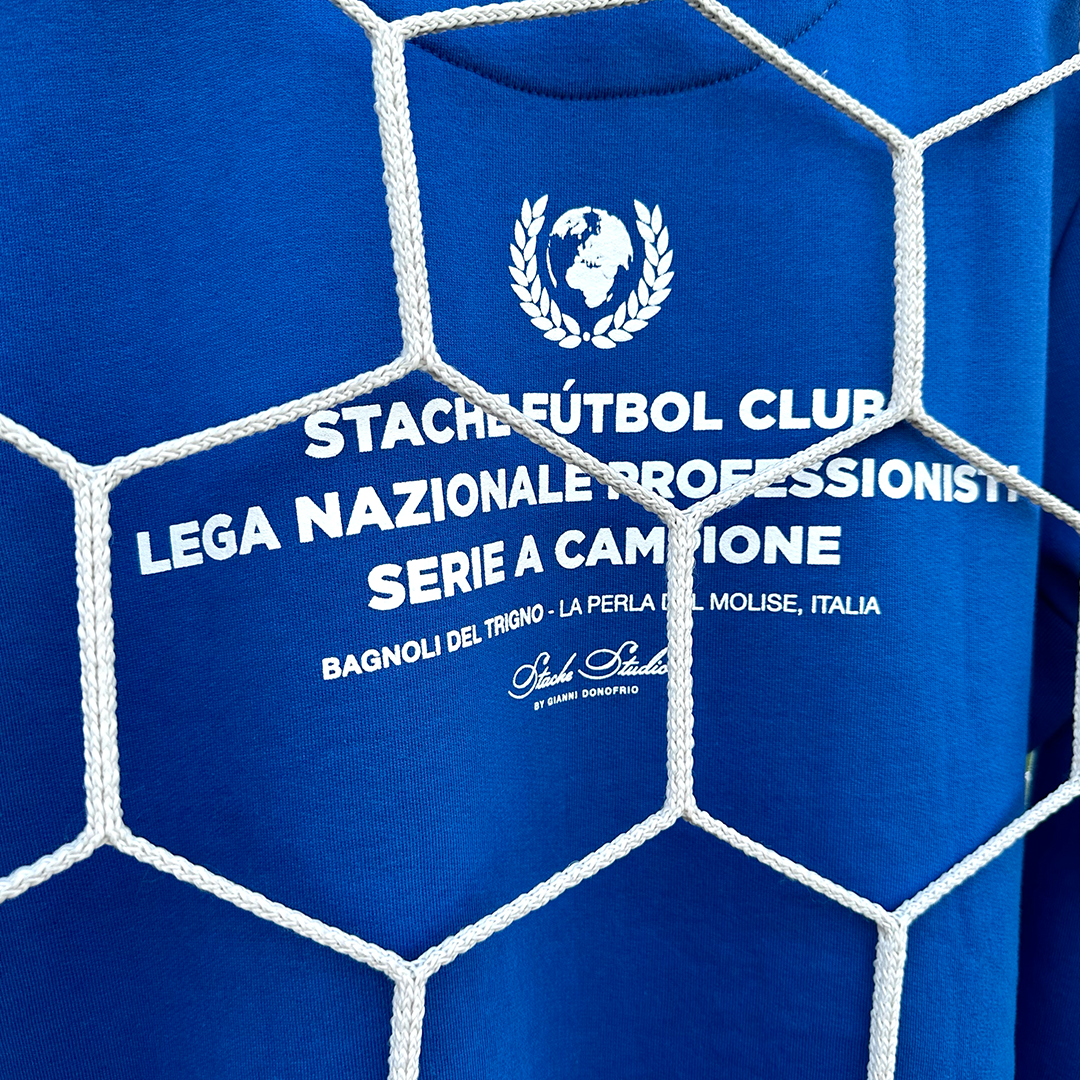 STACHE FÚTBOL CLUB
LEGA NAZIONALE PROFESSIONISTI
SERIE A CAMPIONE
BAGNOLI DEL TRIGNO - LA PERLA DEL MOLISE, ITALIA
Stache Studio
BY GIANNI DONOFRIO